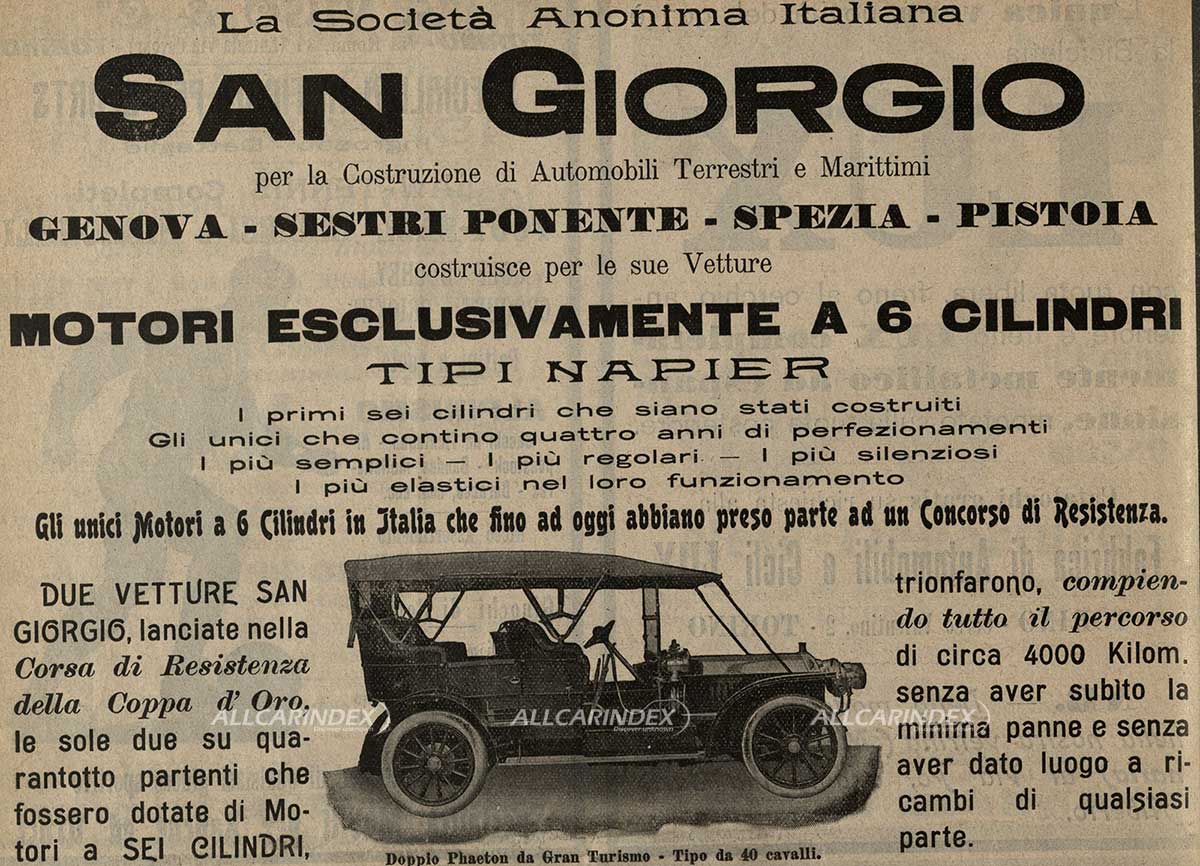 La Società Anonima Italiana
SAN GIORGIO
per la Costruzione di Automobili Terrestri e Marittimi
GENOVA - SESTRI PONENTE - SPEZIA - PISTOIA
costruisce per le sue Vetture
MOTORI ESCLUSIVAMENTE A 6 CILINDRI
TIPI NAPIER
I primi sei cilindri che siano stati costruiti
Gli unici che contino quattro anni di perfezionamenti
I più semplici — I più regolari — I più silenziosi
I più elastici nel loro funzionamento
Gli unici Motori a 6 Cilindri in Italia che fino ad oggi abbiano preso parte ad un Concorso di Resistenza.
DUE VETTURE SAN
GIORGIO, lanciate nella
Corsa di Resistenza
della Coppa d'Oro,
le sole due su qua-
rantotto partenti che
fossero dotate di Mo-
tori a SEI CILINDRI,
trionfarono, compien-
do tutto il percorso
di circa 4000 Kilom.
senza aver subìto la
minima panne e senza
aver dato luogo a ri-
cambi di qualsiasi
parte.
ALLCARINDEX ALLCARINDEX ALLCARINDEX
Discover unknown Discover unknown Discover unknown
Doppio Phaeton da Gran Turismo - Tipo da 40 cavalli.